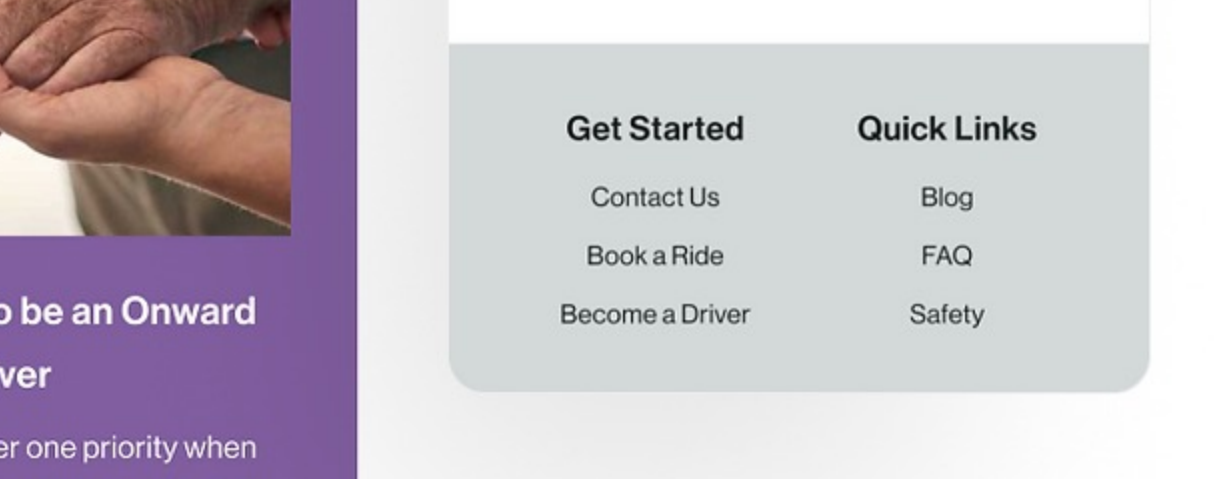 o be an Onward
ver
er one priority when
Get Started
Contact Us
Book a Ride
Become a Driver
Quick Links
Blog
FAQ
Safety